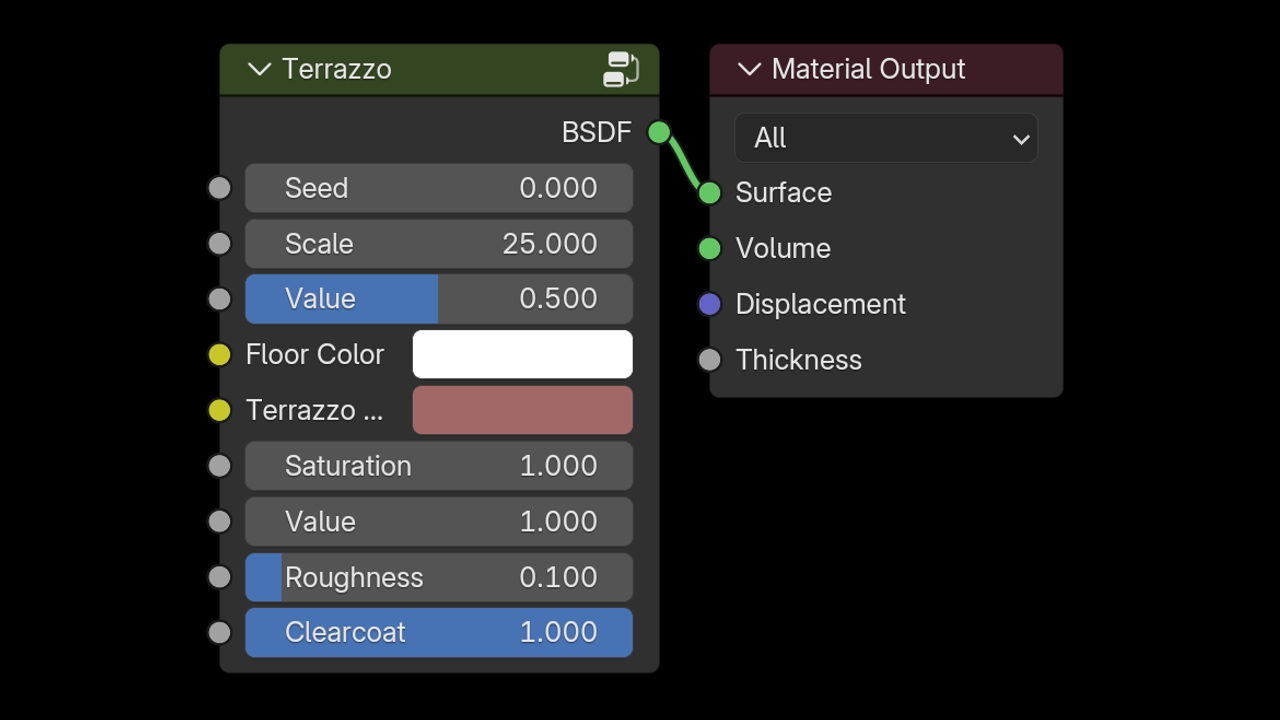 Terrazzo
BSDF
Seed 0.000
Scale 25.000
Value 0.500
Floor Color
Terrazzo ...
Saturation 1.000
Value 1.000
Roughness 0.100
Clearcoat 1.000
Material Output
All
Surface
Volume
Displacement
Thickness